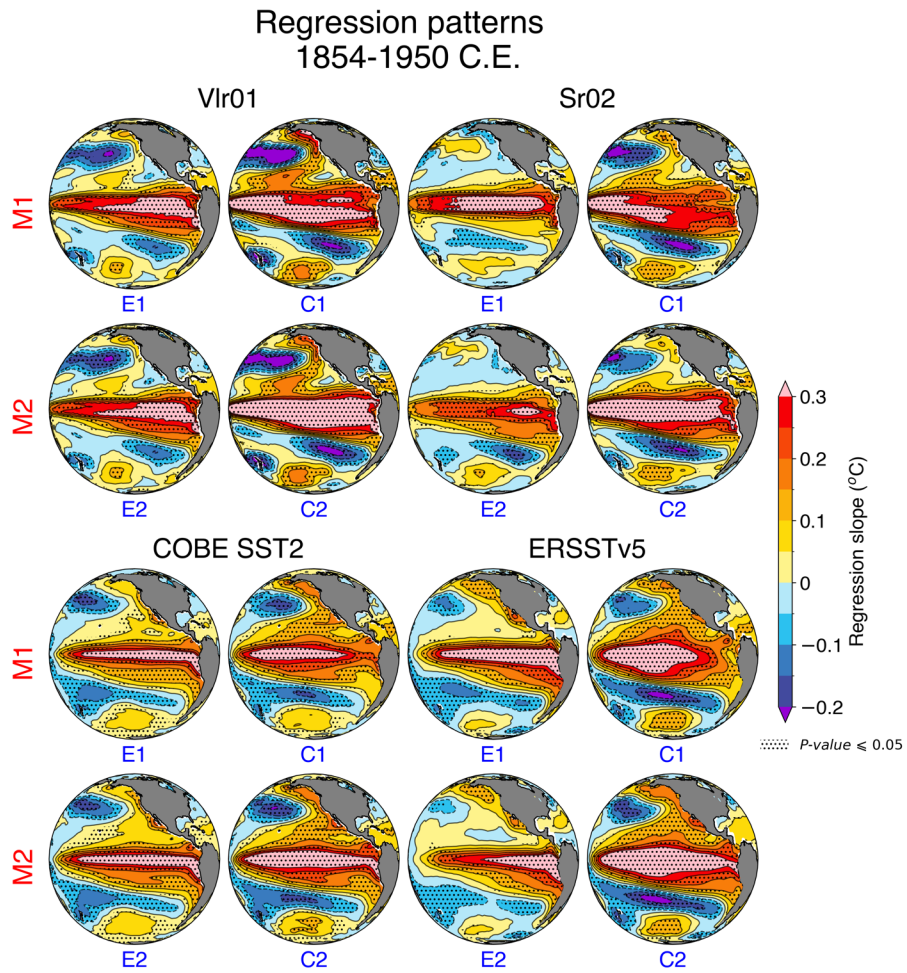 Regression patterns
1854-1950 C.E.
Vlr01
Sr02
M1
E1
C1
E1
C1
M2
E2
C2
E2
C2
COBE SST2
ERSSTv5
M1
E1
C1
E1
C1
M2
E2
C2
E2
C2
0.3
0.2
0.1
0
−0.1
−0.2
Regression slope (°C)
P-value ⩽ 0.05